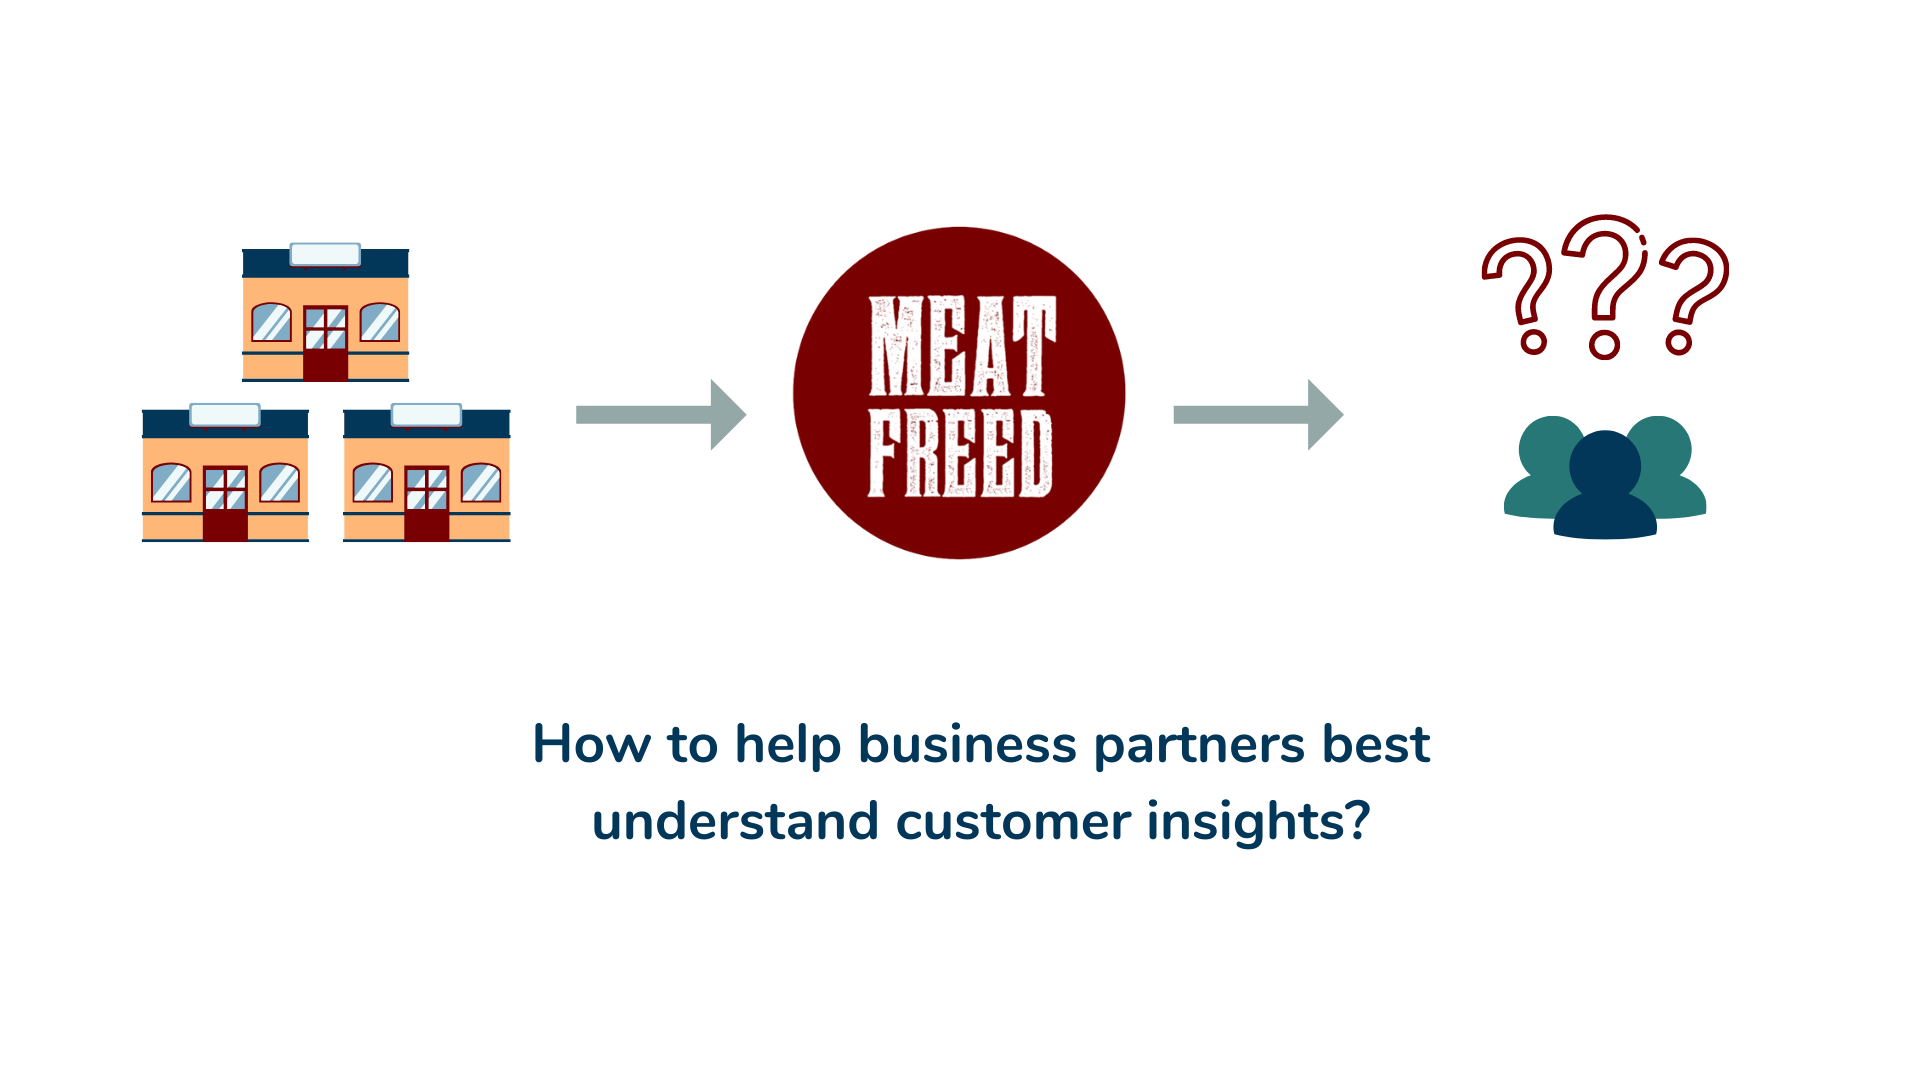 MEAT
FREED
???
How to help business partners best
understand customer insights?